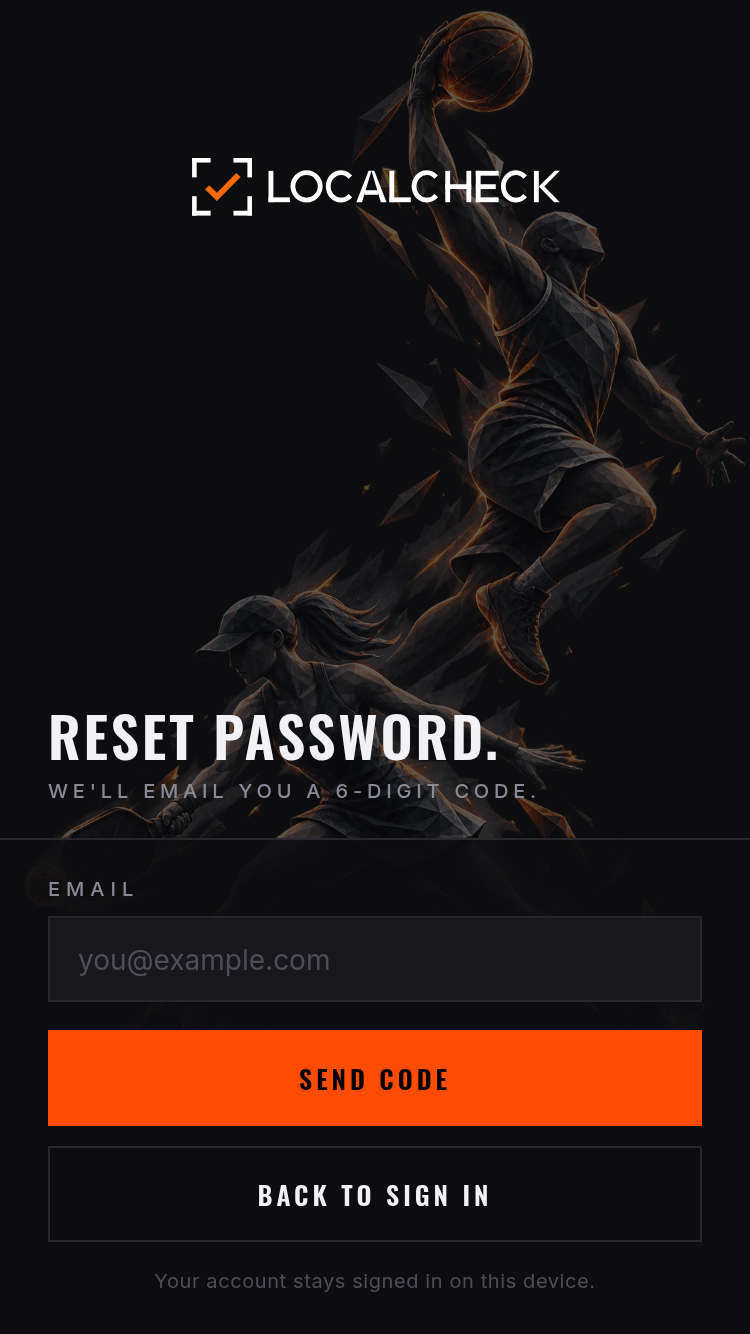 LOCALCHECK
RESET PASSWORD.
WE'LL EMAIL YOU A 6-DIGIT CODE.
EMAIL
you@example.com
SEND CODE
BACK TO SIGN IN
Your account stays signed in on this device.